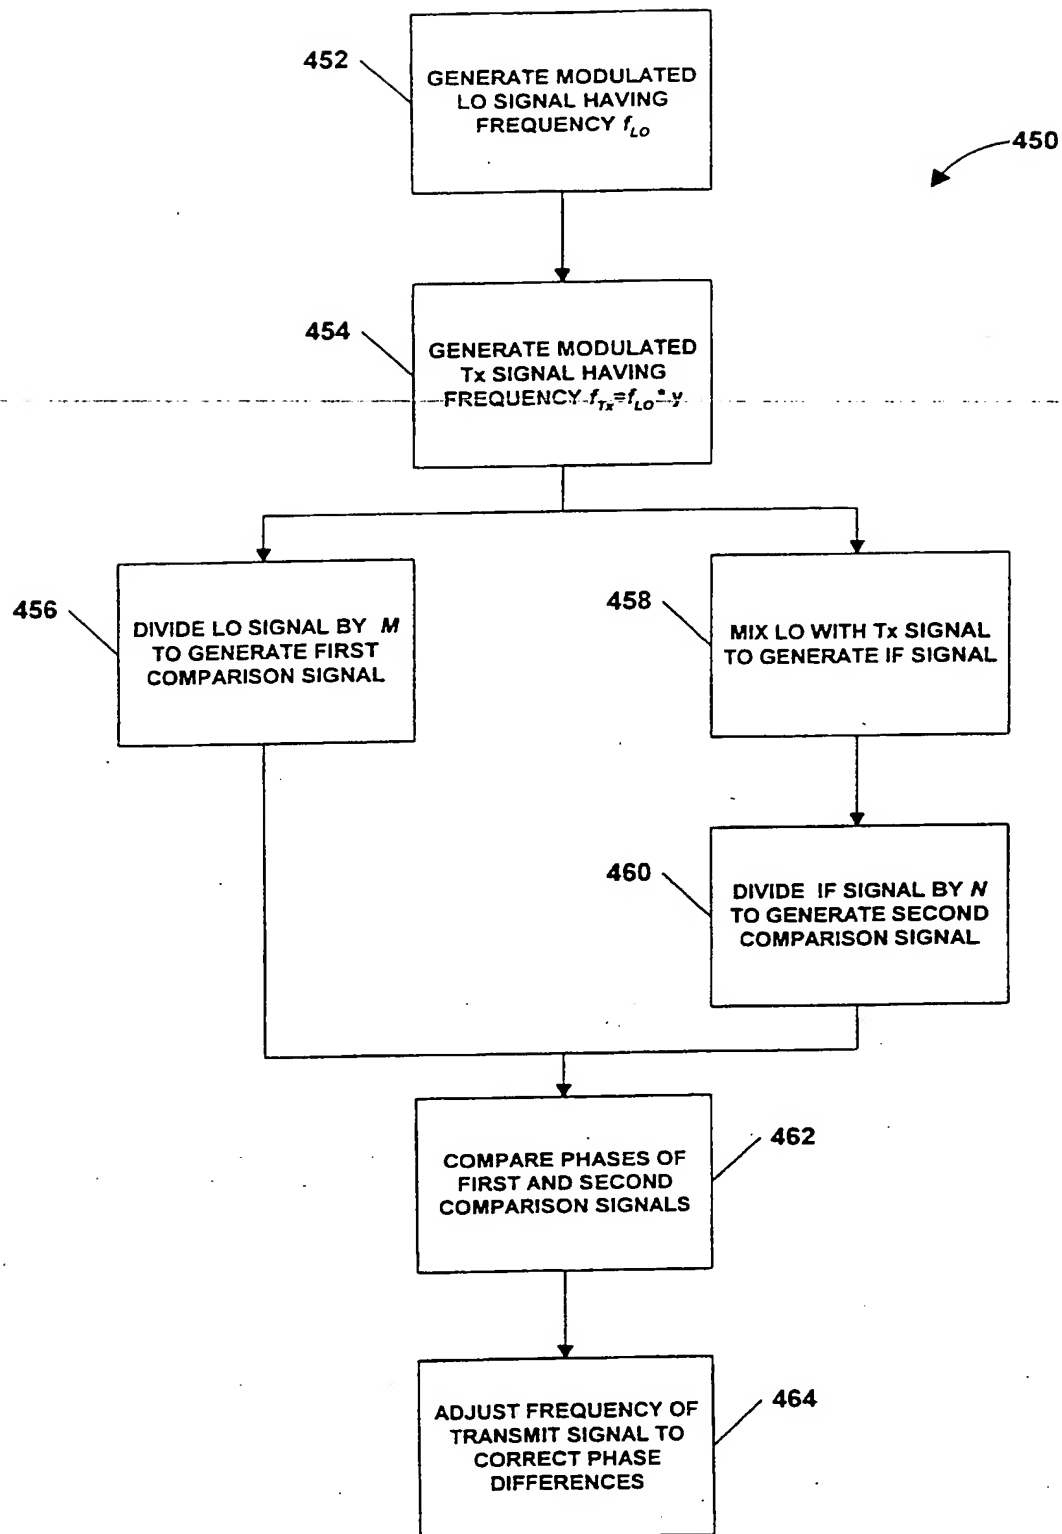 452
GENERATE MODULATED
LO SIGNAL HAVING
FREQUENCY f_LO
450
454
GENERATE MODULATED
Tx SIGNAL HAVING
FREQUENCY f_Tx=f_LO* y
456
DIVIDE LO SIGNAL BY M
TO GENERATE FIRST
COMPARISON SIGNAL
458
MIX LO WITH Tx SIGNAL
TO GENERATE IF SIGNAL
460
DIVIDE IF SIGNAL BY N
TO GENERATE SECOND
COMPARISON SIGNAL
462
COMPARE PHASES OF
FIRST AND SECOND
COMPARISON SIGNALS
464
ADJUST FREQUENCY OF
TRANSMIT SIGNAL TO
CORRECT PHASE
DIFFERENCES